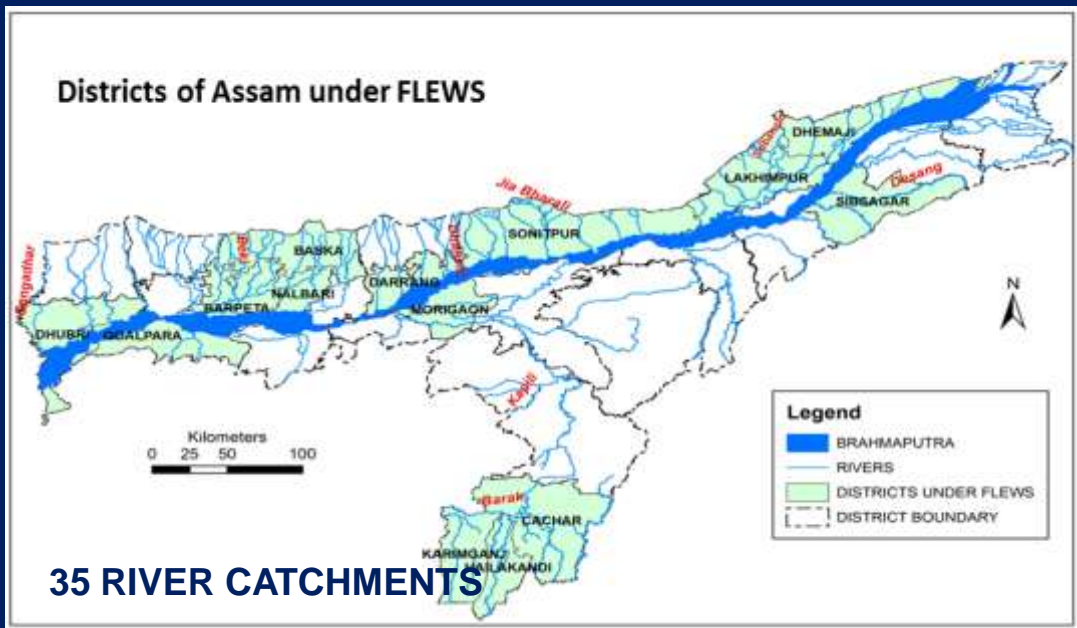 Districts of Assam under FLEWS
DHEMAJI
LAKHIMPUR
Desang
SIBSAGAR
Jia Bharali
SONITPUR
BASKA
DARRANG
NALBARI
BARPETA
MORIGAON
DHUBRI
GOALPARA
N
Kapili
Kilometers
0 25 50 100
Barak
CACHAR
KARIMGANJ
HAILAKANDI
Legend
BRAHMAPUTRA
RIVERS
DISTRICTS UNDER FLEWS
DISTRICT BOUNDARY
35 RIVER CATCHMENTS